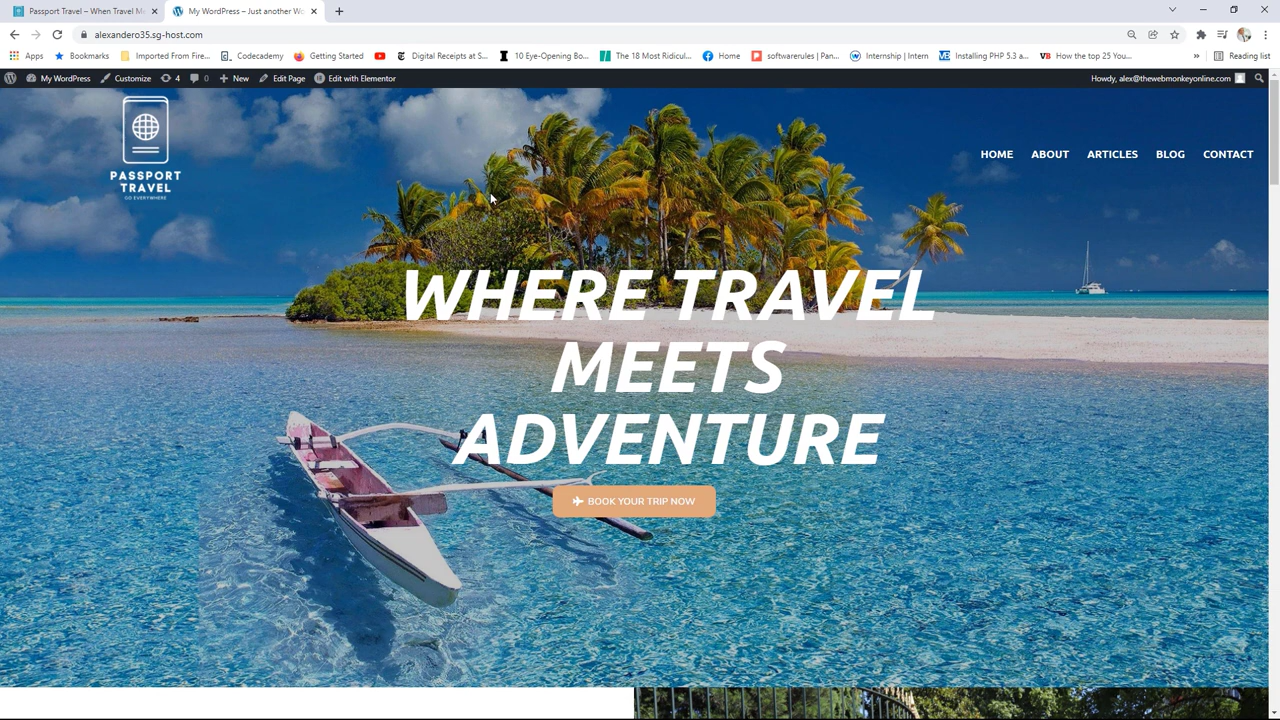 Passport Travel – When Travel Me
My WordPress – Just another Wo
alexandero35.sg-host.com
Apps
Bookmarks
Imported From Fire...
Codecademy
Getting Started
Digital Receipts at S...
10 Eye-Opening Bo...
The 18 Most Ridicul...
Home
softwarerules | Pan...
Internship | Intern
Installing PHP 5.3 a...
How the top 25 You...
»
Reading list
My WordPress
Customize
4
0
New
Edit Page
Edit with Elementor
Howdy, alex@thewebmonkeyonline.com
PASSPORT
TRAVEL
GO EVERYWHERE
HOME
ABOUT
ARTICLES
BLOG
CONTACT
WHERE TRAVEL
MEETS
ADVENTURE
BOOK YOUR TRIP NOW